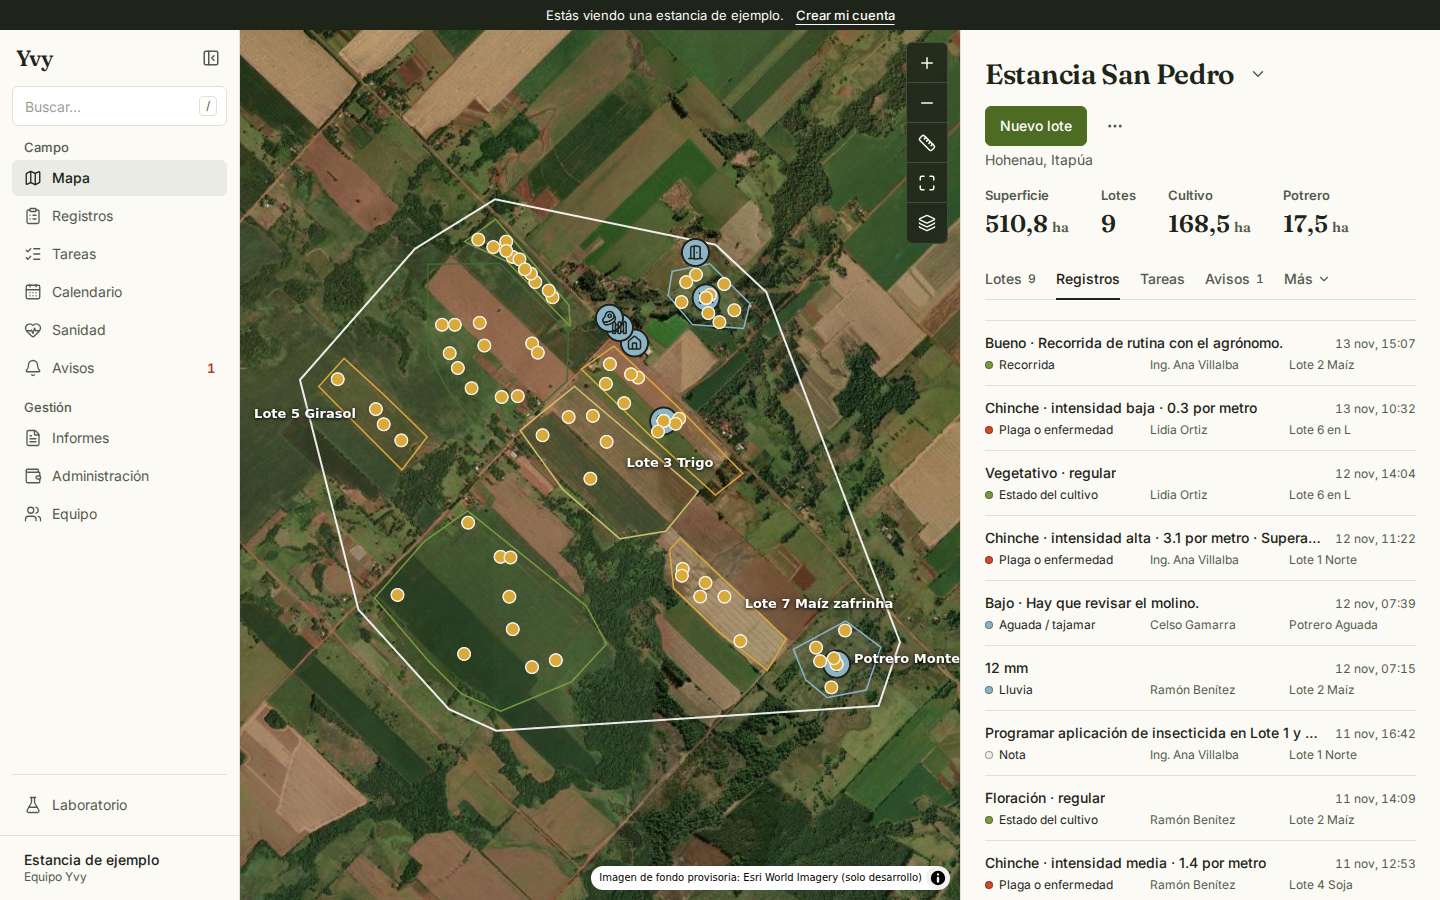 Estás viendo una estancia de ejemplo. Crear mi cuenta
Yvy
Buscar... /
Campo
Mapa
Registros
Tareas
Calendario
Sanidad
Avisos 1
Gestión
Informes
Administración
Equipo
Laboratorio
Estancia de ejemplo
Equipo Yvy
Lote 5 Girasol
Lote 3 Trigo
Lote 7 Maíz zafrinha
Potrero Monte
Imagen de fondo provisoria: Esri World Imagery (solo desarrollo)
Estancia San Pedro
Nuevo lote
Hohenau, Itapúa
Superficie Lotes Cultivo Potrero
510,8 ha 9 168,5 ha 17,5 ha
Lotes 9 Registros Tareas Avisos 1 Más
Bueno · Recorrida de rutina con el agrónomo. 13 nov, 15:07
Recorrida Ing. Ana Villalba Lote 2 Maíz
Chinche · intensidad baja · 0.3 por metro 13 nov, 10:32
Plaga o enfermedad Lidia Ortiz Lote 6 en L
Vegetativo · regular 12 nov, 14:04
Estado del cultivo Lidia Ortiz Lote 6 en L
Chinche · intensidad alta · 3.1 por metro · Supera... 12 nov, 11:22
Plaga o enfermedad Ing. Ana Villalba Lote 1 Norte
Bajo · Hay que revisar el molino. 12 nov, 07:39
Aguada / tajamar Celso Gamarra Potrero Aguada
12 mm 12 nov, 07:15
Lluvia Ramón Benítez Lote 2 Maíz
Programar aplicación de insecticida en Lote 1 y ... 11 nov, 16:42
Nota Ing. Ana Villalba Lote 1 Norte
Floración · regular 11 nov, 14:09
Estado del cultivo Ramón Benítez Lote 2 Maíz
Chinche · intensidad media · 1.4 por metro 11 nov, 12:53
Plaga o enfermedad Ramón Benítez Lote 4 Soja